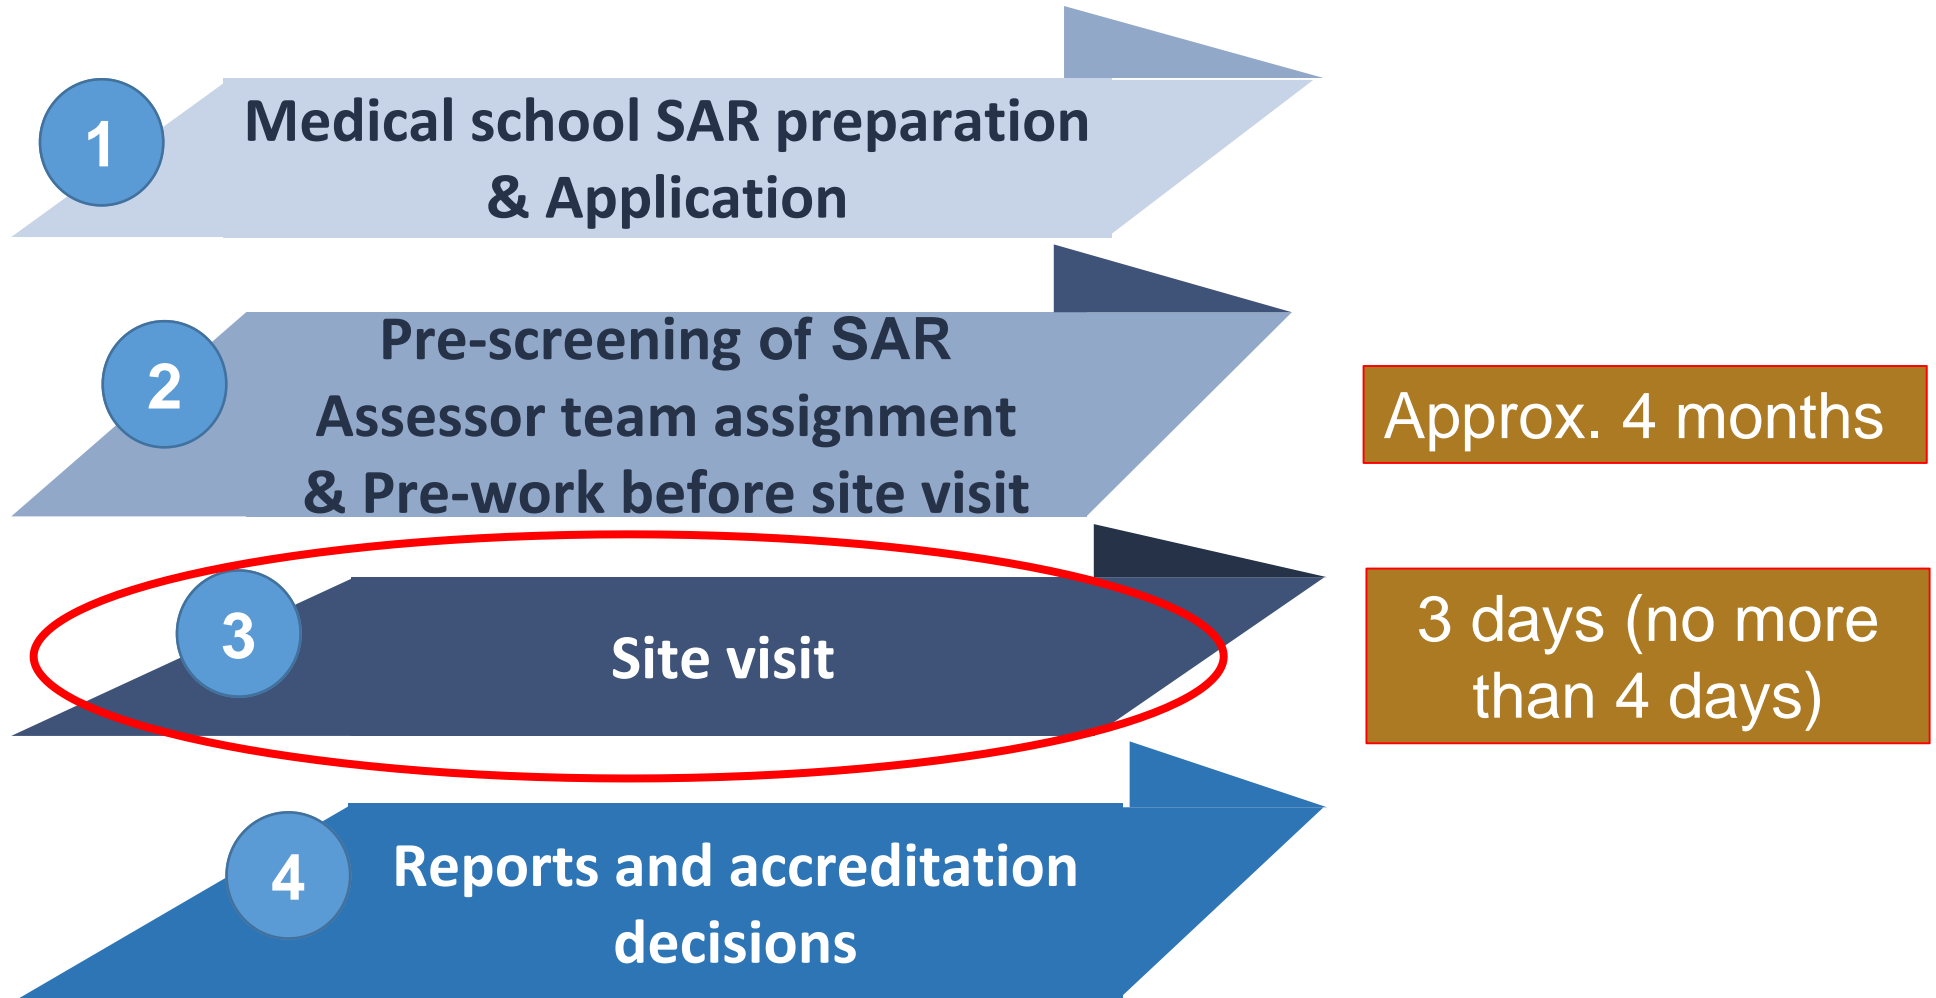 1
Medical school SAR preparation
& Application
2
Pre-screening of SAR
Assessor team assignment
& Pre-work before site visit
Approx. 4 months
3
Site visit
3 days (no more
than 4 days)
4
Reports and accreditation
decisions